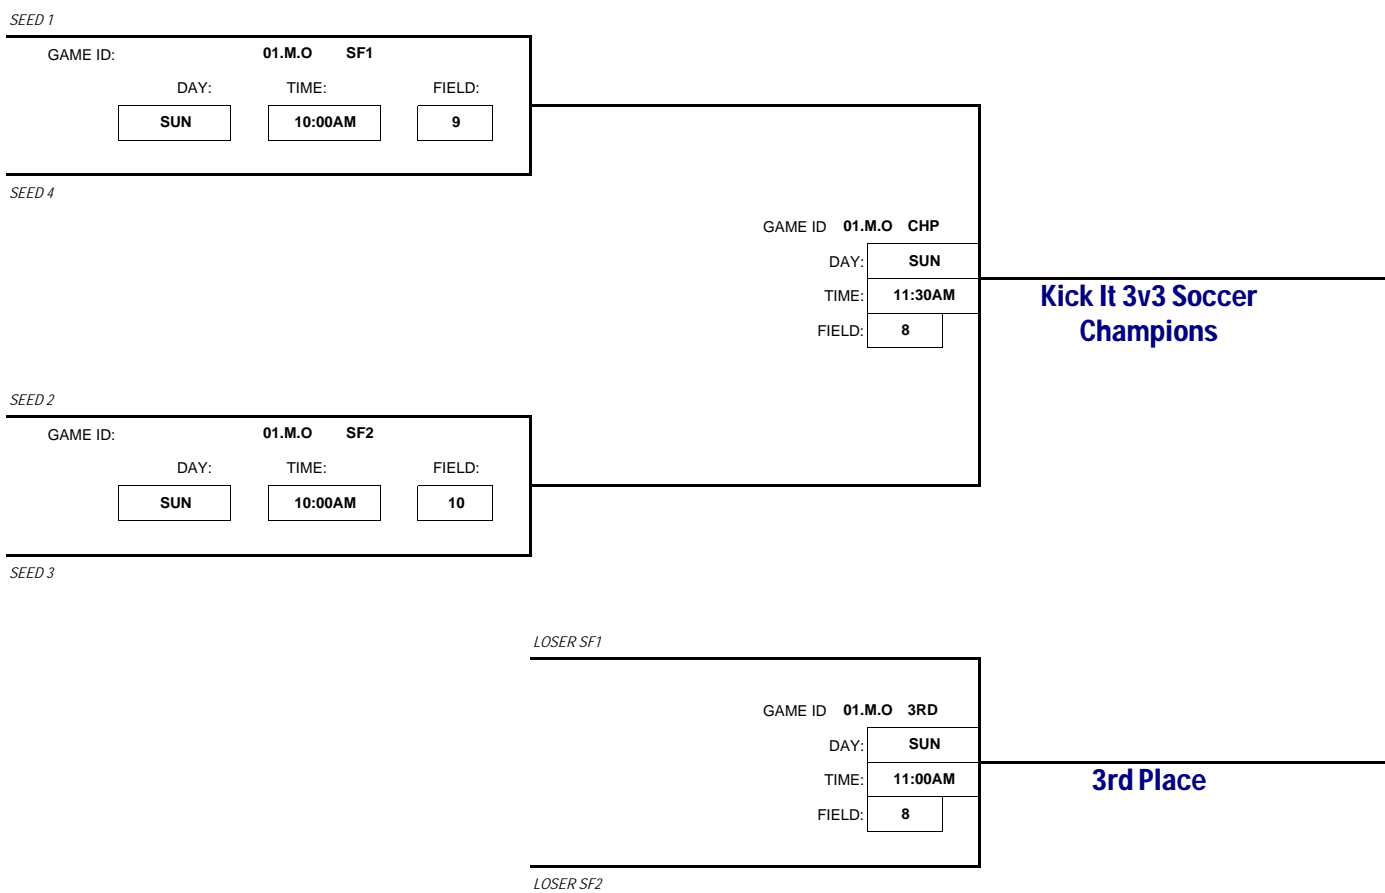 SEED 1
GAME ID: 01.M.O SF1
DAY: TIME: FIELD:
SUN 10:00AM 9
SEED 4
GAME ID 01.M.O CHP
DAY: SUN
TIME: 11:30AM
FIELD: 8
Kick It 3v3 Soccer
Champions
SEED 2
GAME ID: 01.M.O SF2
DAY: TIME: FIELD:
SUN 10:00AM 10
SEED 3
LOSER SF1
GAME ID 01.M.O 3RD
DAY: SUN
TIME: 11:00AM
FIELD: 8
3rd Place
LOSER SF2